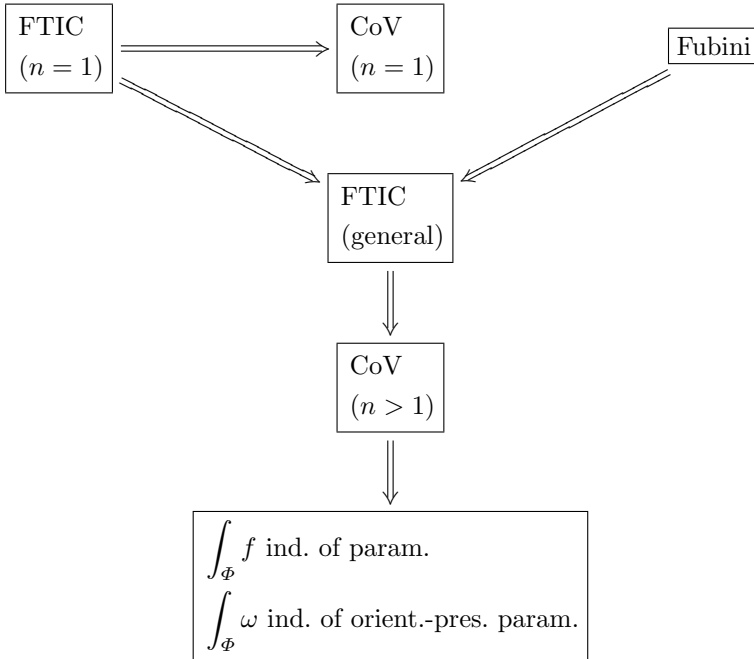 FTIC
(n = 1)
CoV
(n = 1)
Fubini
FTIC
(general)
CoV
(n > 1)
∫_Φ f ind. of param.
∫_Φ ω ind. of orient.-pres. param.